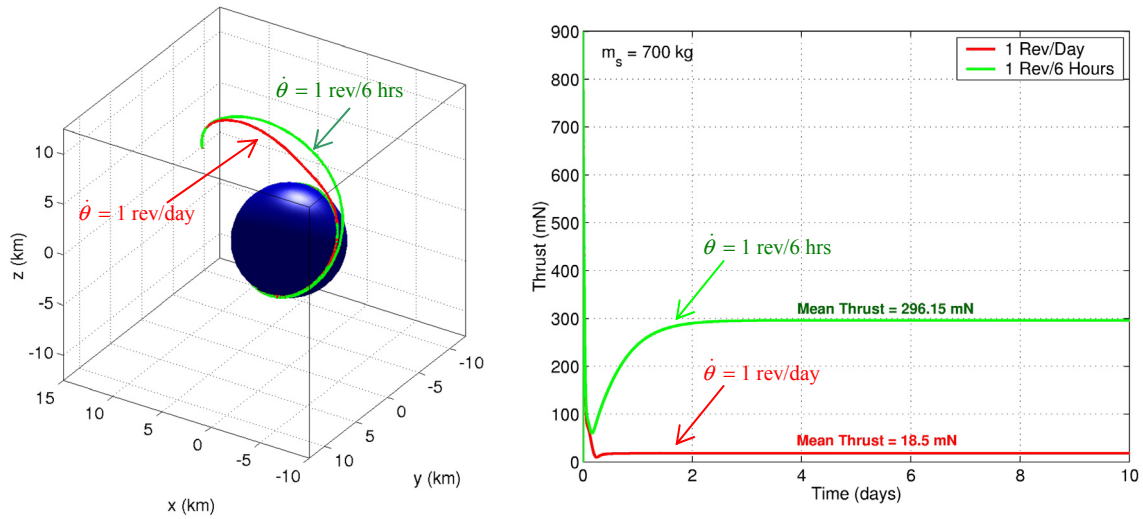 θ̇ = 1 rev/6 hrs
θ̇ = 1 rev/day
10
5
0
-5
-10
z (km)
15
10
5
0
-5
-10
x (km)
10
5
0
-5
-10
y (km)
m_s = 700 kg
1 Rev/Day
1 Rev/6 Hours
900
800
700
600
500
400
300
200
100
0
Thrust (mN)
θ̇ = 1 rev/6 hrs
Mean Thrust = 296.15 mN
θ̇ = 1 rev/day
Mean Thrust = 18.5 mN
0
2
4
6
8
10
Time (days)